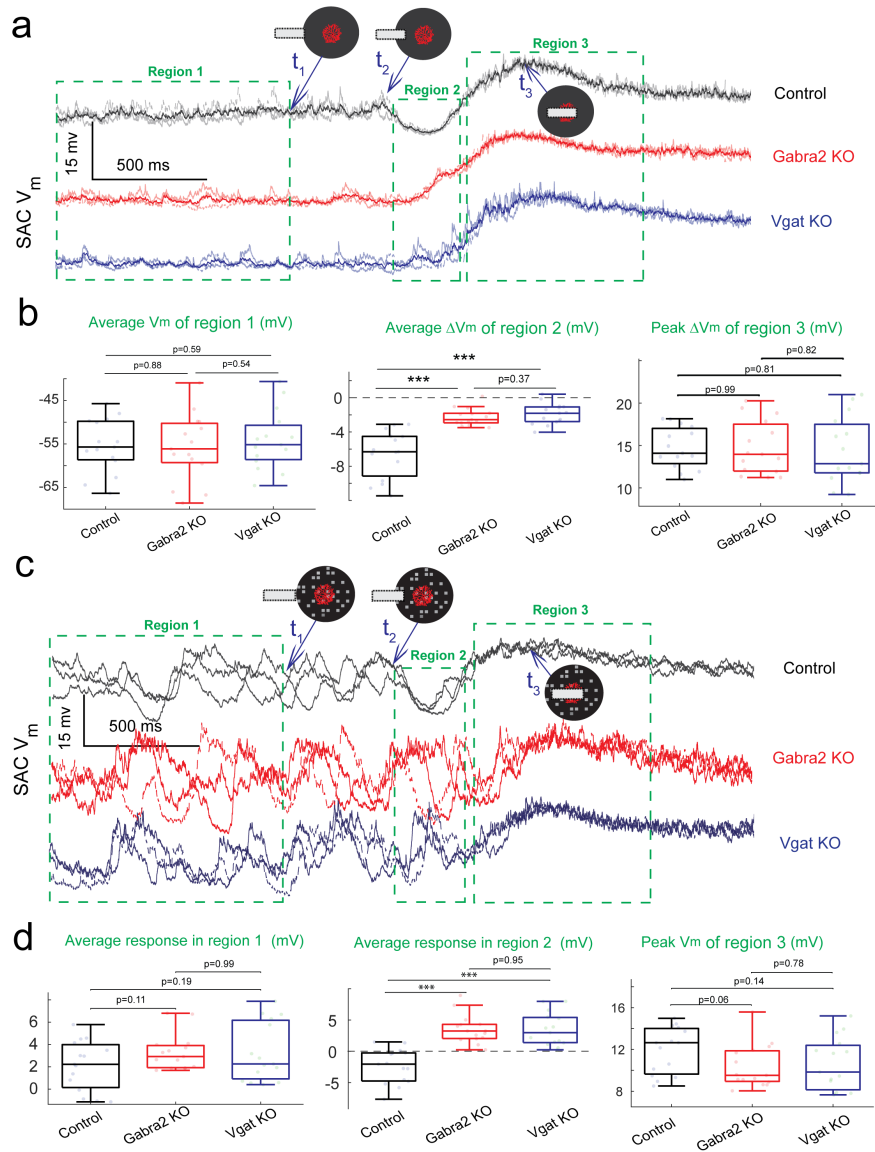 a
Region 1
t1
t2
Region 2
Region 3
t3
Control
15 mv
500 ms
Gabra2 KO
SAC Vm
Vgat KO
b
Average Vm of region 1 (mV)
p=0.59
p=0.88
p=0.54
-45
-55
-65
Control
Gabra2 KO
Vgat KO
Average ΔVm of region 2 (mV)
***
***
p=0.37
0
-4
-8
Control
Gabra2 KO
Vgat KO
Peak ΔVm of region 3 (mV)
p=0.82
p=0.81
p=0.99
20
15
10
Control
Gabra2 KO
Vgat KO
c
Region 1
t1
t2
Region 2
Region 3
t3
Control
15 mv
500 ms
Gabra2 KO
SAC Vm
Vgat KO
d
Average response in region 1 (mV)
p=0.99
p=0.19
p=0.11
6
4
2
0
Control
Gabra2 KO
Vgat KO
Average response in region 2 (mV)
p=0.95
***
***
5
0
-5
Control
Gabra2 KO
Vgat KO
Peak Vm of region 3 (mV)
p=0.78
p=0.14
p=0.06
16
14
12
10
Control
Gabra2 KO
Vgat KO